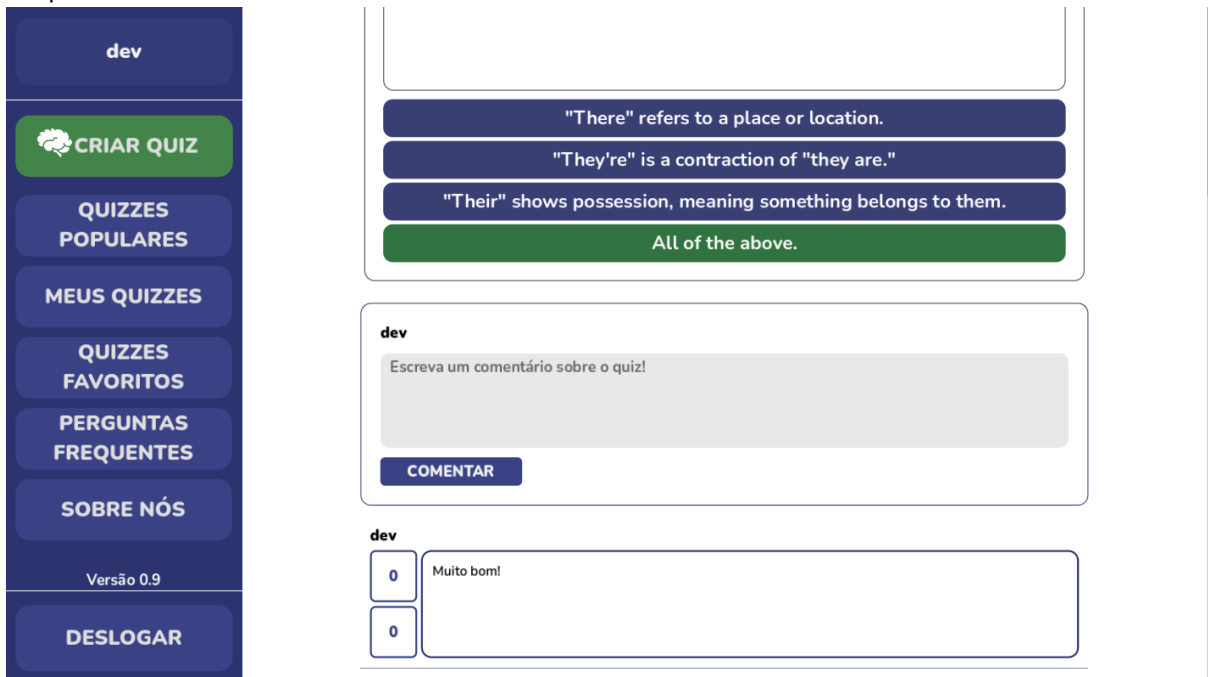 dev
CRIAR QUIZ
QUIZZES
POPULARES
MEUS QUIZZES
QUIZZES
FAVORITOS
PERGUNTAS
FREQUENTES
SOBRE NÓS
Versão 0.9
DESLOGAR
"There" refers to a place or location.
"They're" is a contraction of "they are."
"Their" shows possession, meaning something belongs to them.
All of the above.
dev
Escreva um comentário sobre o quiz!
COMENTAR
dev
0
Muito bom!
0